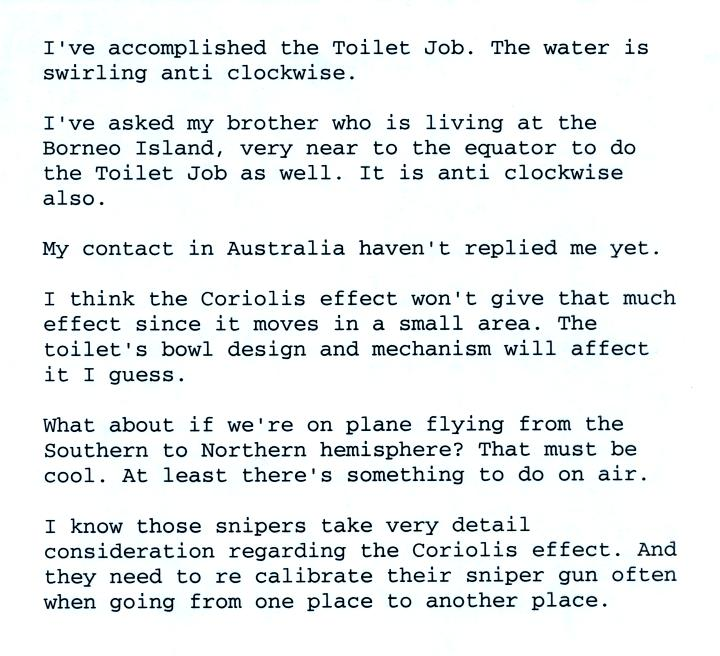 I've accomplished the Toilet Job. The water is
swirling anti clockwise.
I've asked my brother who is living at the
Borneo Island, very near to the equator to do
the Toilet Job as well. It is anti clockwise
also.
My contact in Australia haven't replied me yet.
I think the Coriolis effect won't give that much
effect since it moves in a small area. The
toilet's bowl design and mechanism will affect
it I guess.
What about if we're on plane flying from the
Southern to Northern hemisphere? That must be
cool. At least there's something to do on air.
I know those snipers take very detail
consideration regarding the Coriolis effect. And
they need to re calibrate their sniper gun often
when going from one place to another place.